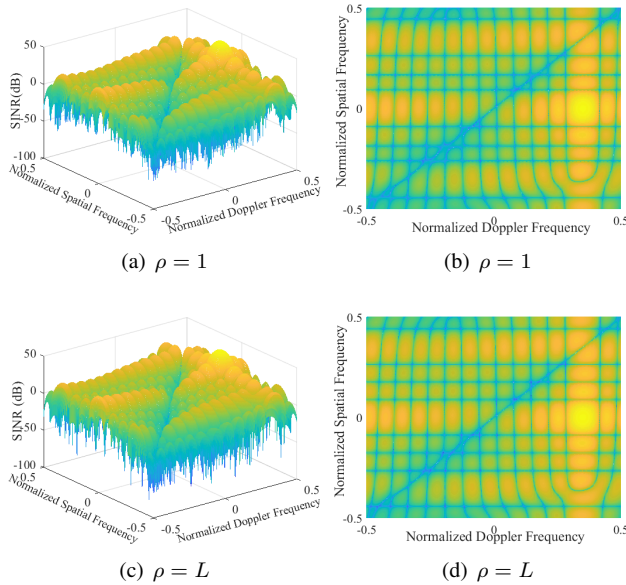 50
0
-50
-100
SINR(dB)
0.5
0
-0.5
Normalized Spatial Frequency
-0.5
0
0.5
Normalized Doppler Frequency
(a) ρ = 1
0.5
0
-0.5
Normalized Spatial Frequency
-0.5
0
0.5
Normalized Doppler Frequency
(b) ρ = 1
50
0
-50
-100
SINR (dB)
0.5
0
-0.5
Normalized Spatial Frequency
-0.5
0
0.5
Normalized Doppler Frequency
(c) ρ = L
0.5
0
-0.5
Normalized Spatial Frequency
-0.5
0
0.5
Normalized Doppler Frequency
(d) ρ = L